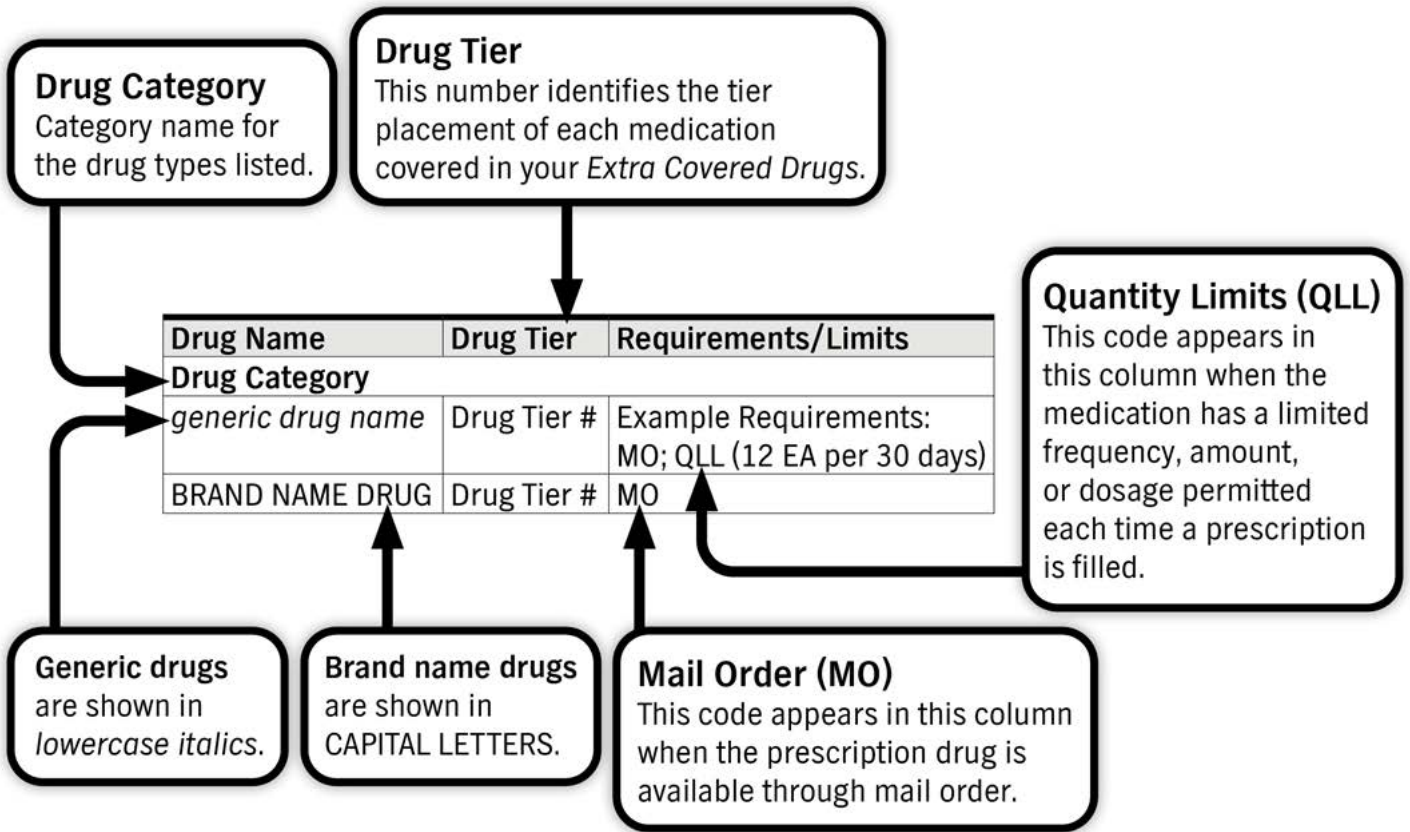 Drug Category
Category name for
the drug types listed.
Drug Tier
This number identifies the tier
placement of each medication
covered in your Extra Covered Drugs.
Quantity Limits (QLL)
This code appears in
this column when the
medication has a limited
frequency, amount,
or dosage permitted
each time a prescription
is filled.
Drug Name Drug Tier Requirements/Limits
Drug Category
generic drug name Drug Tier # Example Requirements:
MO; QLL (12 EA per 30 days)
BRAND NAME DRUG Drug Tier # MO
Generic drugs
are shown in
lowercase italics.
Brand name drugs
are shown in
CAPITAL LETTERS.
Mail Order (MO)
This code appears in this column
when the prescription drug is
available through mail order.